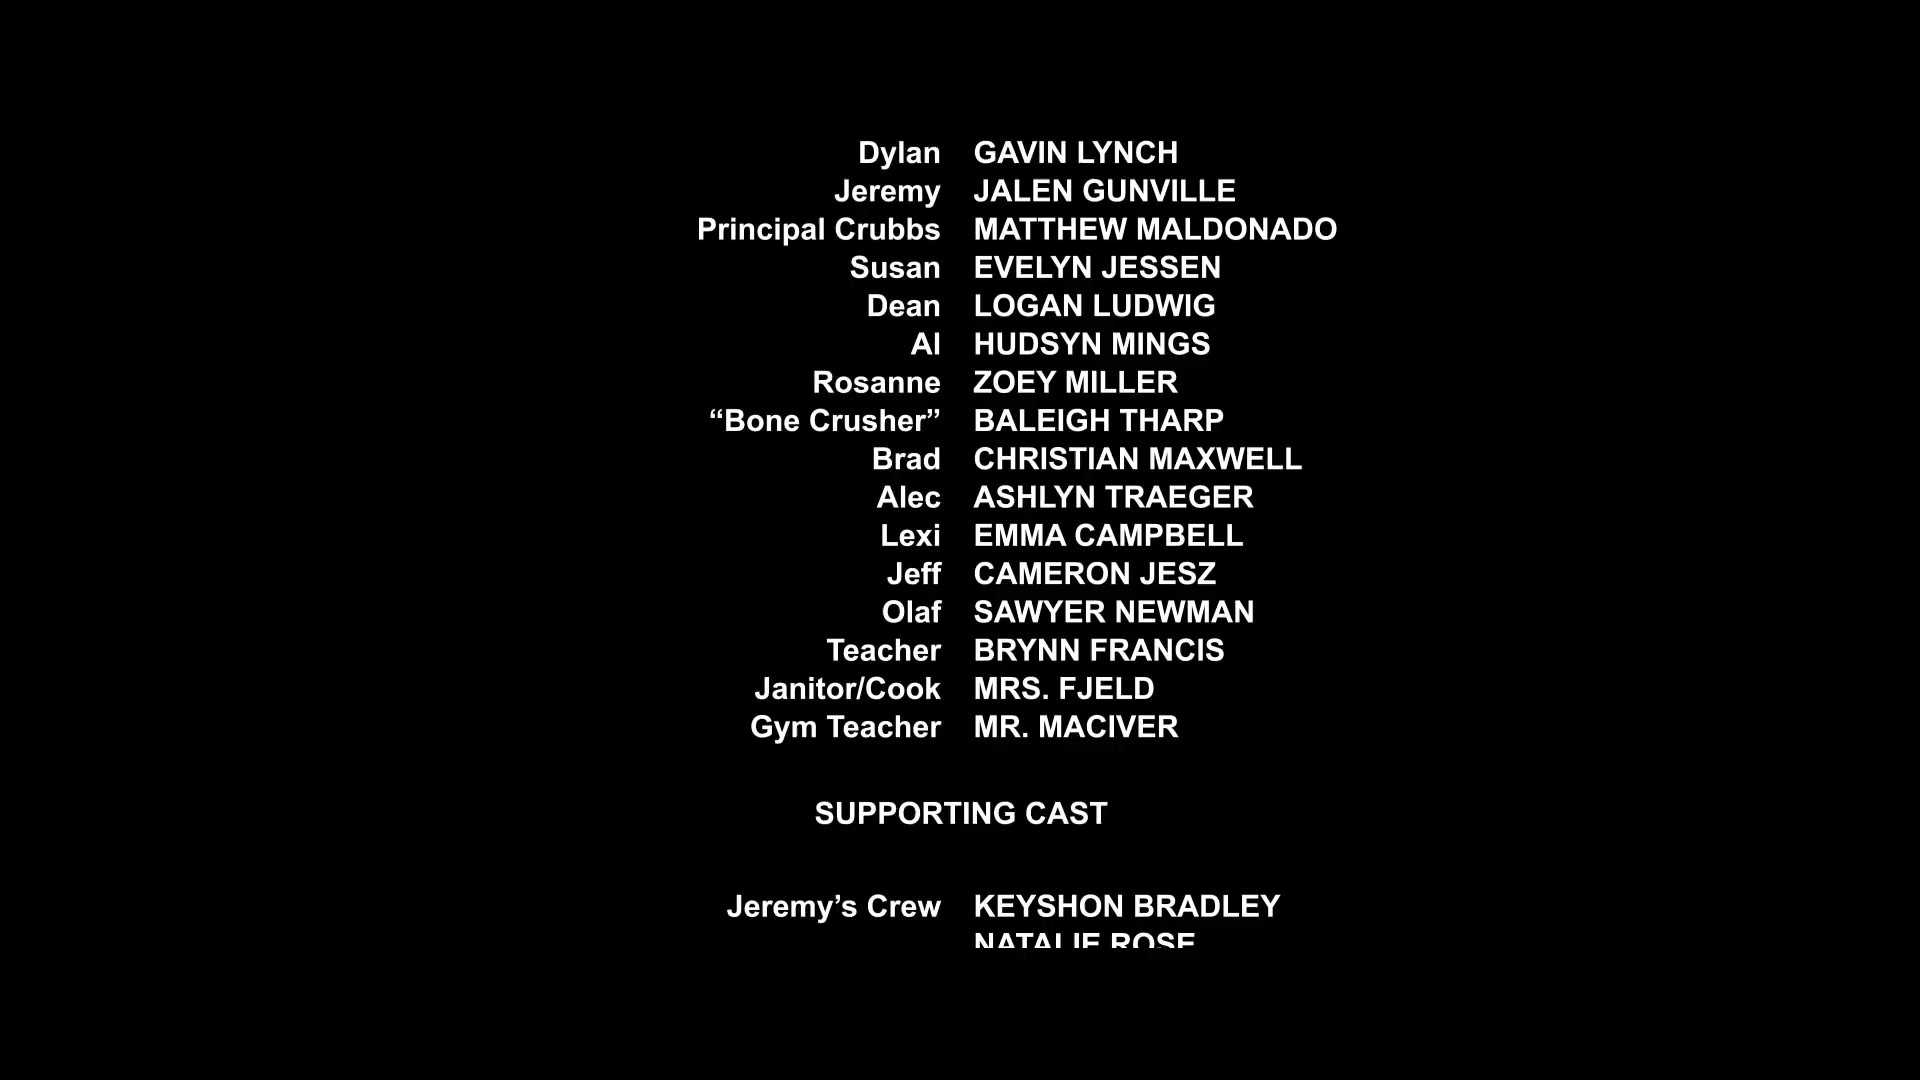 Dylan GAVIN LYNCH
Jeremy JALEN GUNVILLE
Principal Crubbs MATTHEW MALDONADO
Susan EVELYN JESSEN
Dean LOGAN LUDWIG
Al HUDSYN MINGS
Rosanne ZOEY MILLER
“Bone Crusher” BALEIGH THARP
Brad CHRISTIAN MAXWELL
Alec ASHLYN TRAEGER
Lexi EMMA CAMPBELL
Jeff CAMERON JESZ
Olaf SAWYER NEWMAN
Teacher BRYNN FRANCIS
Janitor/Cook MRS. FJELD
Gym Teacher MR. MACIVER
SUPPORTING CAST
Jeremy’s Crew KEYSHON BRADLEY
NATALIE ROSE